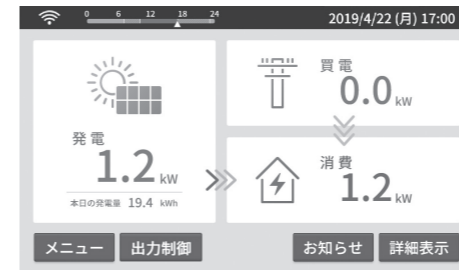 0 6 12 18 24
2019/4/22 (月) 17:00
発電
1.2 kW
本日の発電量 19.4 kWh
買電
0.0 kW
消費
1.2 kW
メニュー 出力制御 お知らせ 詳細表示